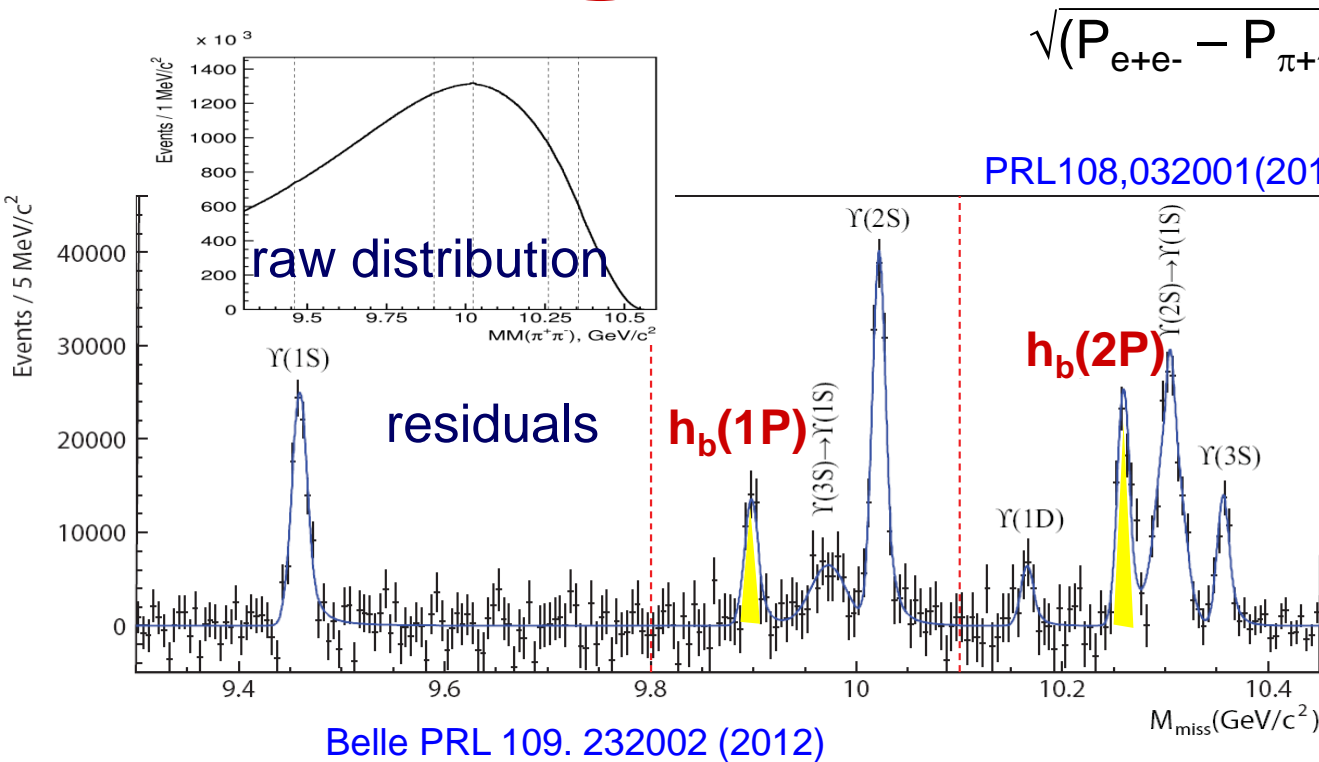 √(P e+e- – P π+
PRL108,032001(201
× 10 3
Events / 1 MeV/c2
1400
1200
1000
800
600
400
200
0
raw distribution
9.5 9.75 10 10.25 10.5
MM(π+π-), GeV/c2
Events / 5 MeV/c2
40000
30000
20000
10000
0
ϒ(1S)
residuals
hb(1P)
ϒ(3S)→ϒ(1S)
ϒ(2S)
ϒ(1D)
hb(2P)
ϒ(2S)→ϒ(1S)
ϒ(3S)
9.4 9.6 9.8 10 10.2 10.4
Mmiss(GeV/c2)
Belle PRL 109. 232002 (2012)